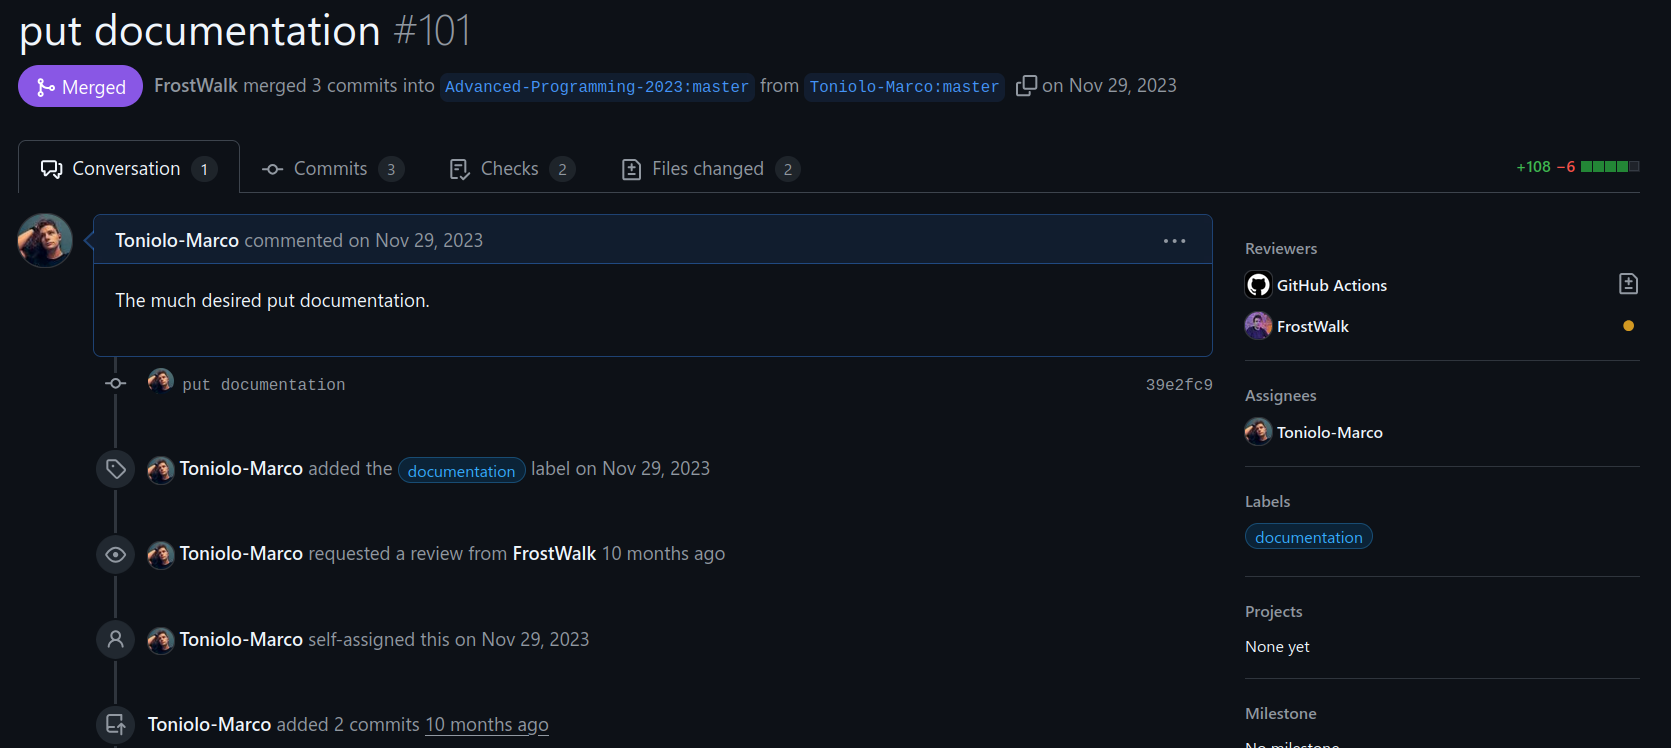 put documentation #101
Merged FrostWalk merged 3 commits into Advanced-Programming-2023:master from Toniolo-Marco:master on Nov 29, 2023
Conversation 1 Commits 3 Checks 2 Files changed 2 +108 −6
Toniolo-Marco commented on Nov 29, 2023
The much desired put documentation.
put documentation 39e2fc9
Toniolo-Marco added the documentation label on Nov 29, 2023
Toniolo-Marco requested a review from FrostWalk 10 months ago
Toniolo-Marco self-assigned this on Nov 29, 2023
Toniolo-Marco added 2 commits 10 months ago
Reviewers
GitHub Actions
FrostWalk
Assignees
Toniolo-Marco
Labels
documentation
Projects
None yet
Milestone
No milestone